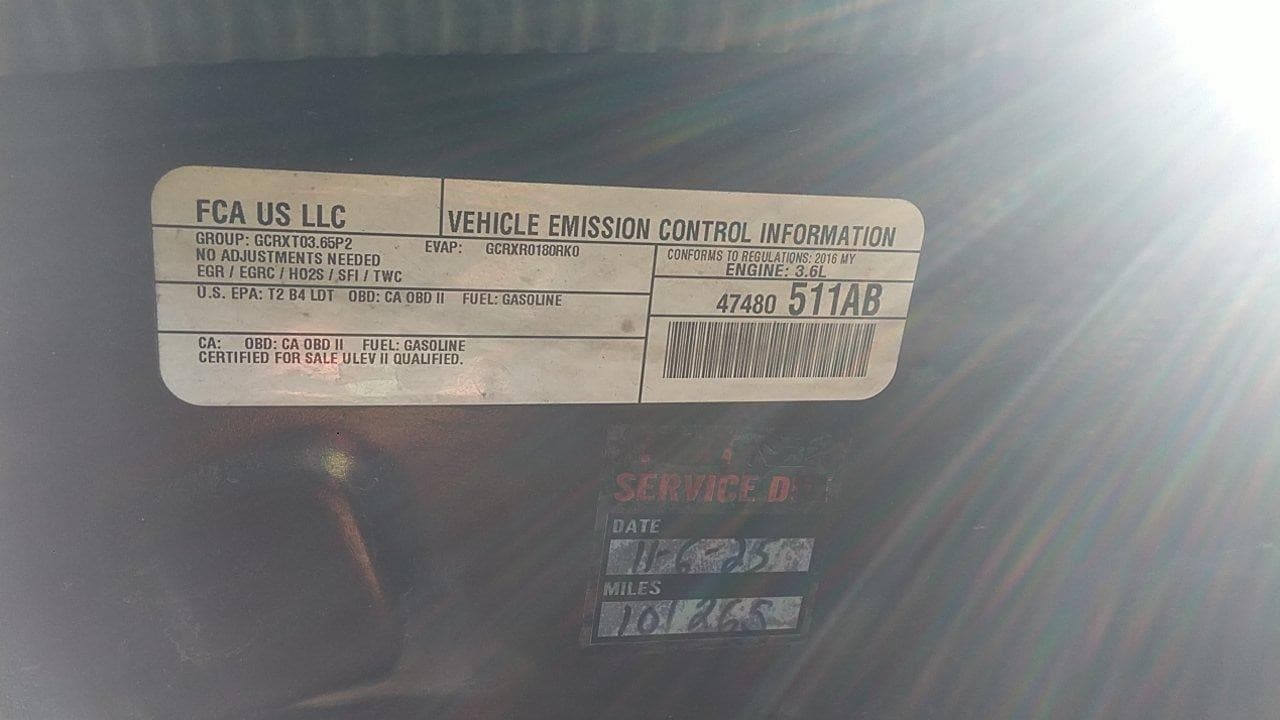 FCA US LLC
VEHICLE EMISSION CONTROL INFORMATION
GROUP: GCRXT03.65P2
EVAP: GCRXR0180RK0
NO ADJUSTMENTS NEEDED
EGR / EGRC / HO2S / SFI / TWC
CONFORMS TO REGULATIONS: 2016 MY
ENGINE: 3.6L
U.S. EPA: T2 B4 LDT OBD: CA OBD II FUEL: GASOLINE
47480 511AB
CA: OBD: CA OBD II FUEL: GASOLINE
CERTIFIED FOR SALE ULEV II QUALIFIED.
SERVICE
DATE
11-6-25
MILES
101265